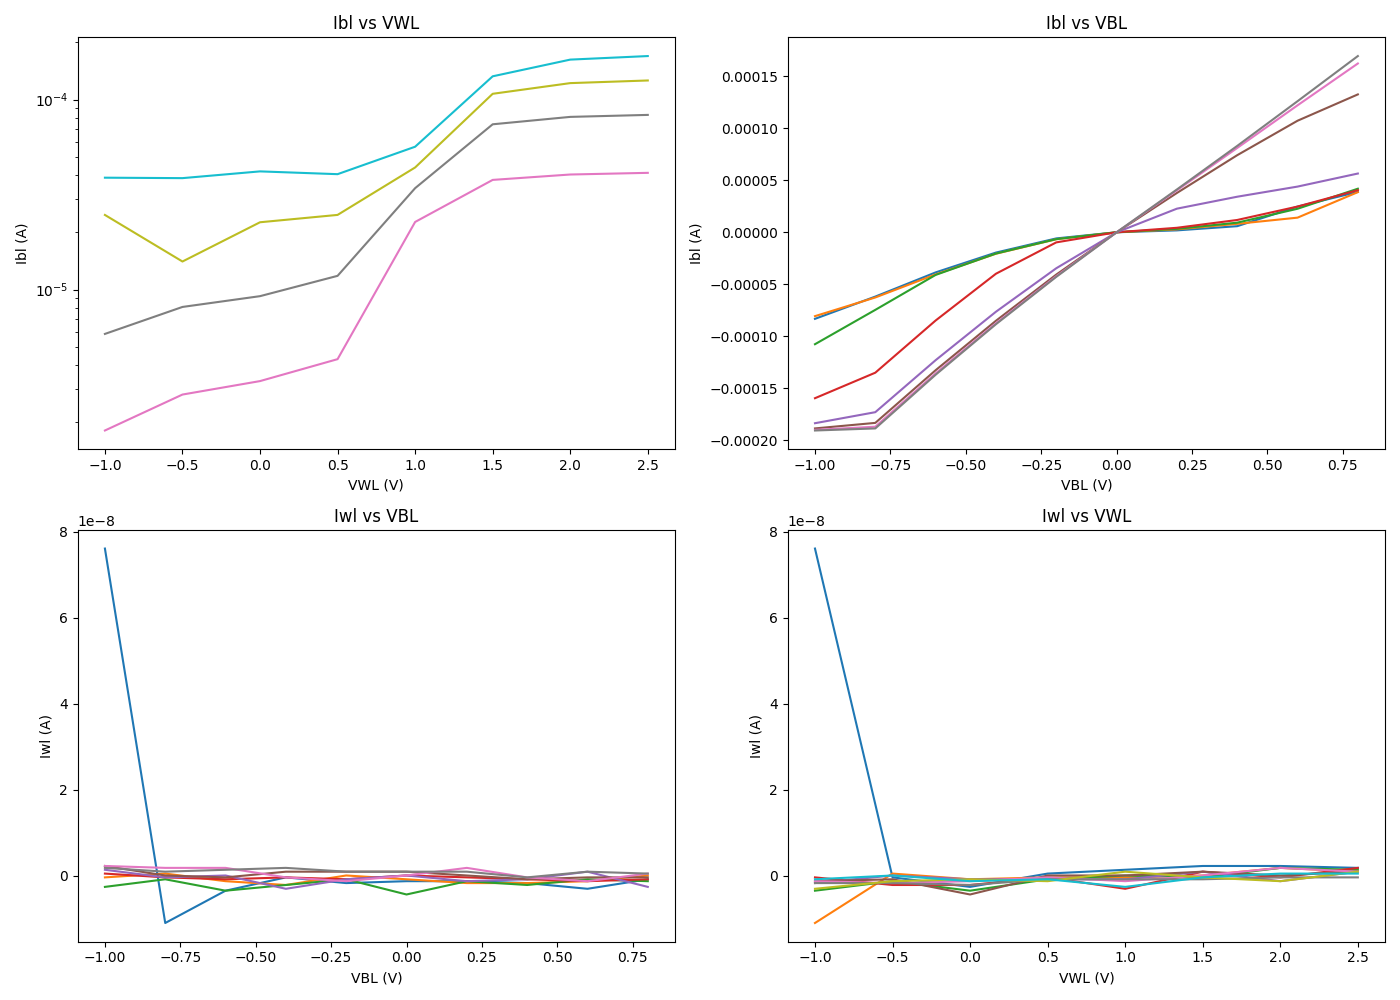 Ibl vs VWL
10⁻⁴
10⁻⁵
Ibl (A)
−1.0 −0.5 0.0 0.5 1.0 1.5 2.0 2.5
VWL (V)
Ibl vs VBL
0.00015
0.00010
0.00005
0.00000
−0.00005
−0.00010
−0.00015
−0.00020
Ibl (A)
−1.00 −0.75 −0.50 −0.25 0.00 0.25 0.50 0.75
VBL (V)
Iwl vs VBL
1e−8
8
6
4
2
0
Iwl (A)
−1.00 −0.75 −0.50 −0.25 0.00 0.25 0.50 0.75
VBL (V)
Iwl vs VWL
1e−8
8
6
4
2
0
Iwl (A)
−1.0 −0.5 0.0 0.5 1.0 1.5 2.0 2.5
VWL (V)